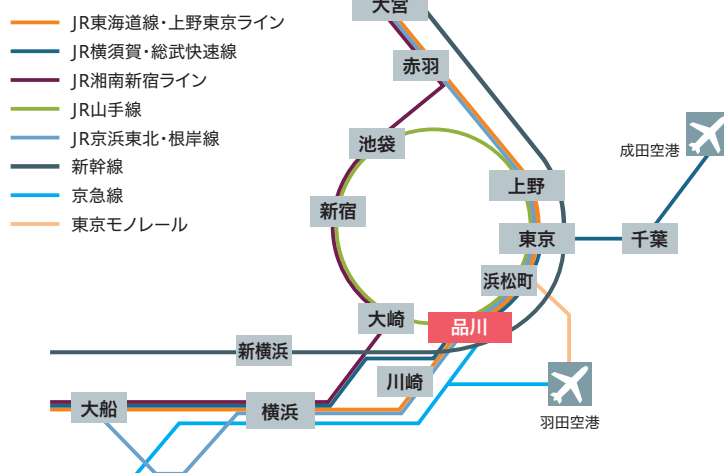 大宮
JR東海道線・上野東京ライン
JR横須賀・総武快速線
JR湘南新宿ライン
JR山手線
JR京浜東北・根岸線
新幹線
京急線
東京モノレール
赤羽
池袋
成田空港
上野
新宿
東京
千葉
浜松町
大崎
品川
新横浜
川崎
大船
横浜
羽田空港